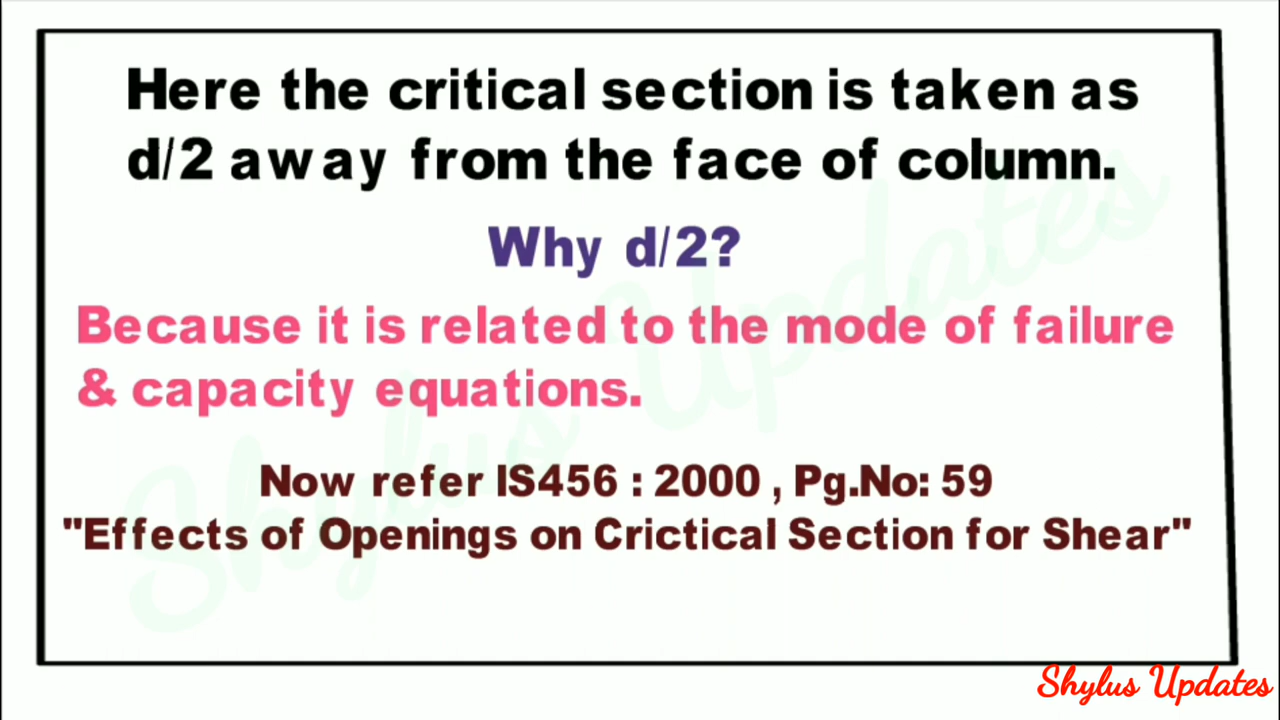 Here the critical section is taken as
d/2 away from the face of column.
Why d/2?
Because it is related to the mode of failure
& capacity equations.
Now refer IS456 : 2000 , Pg.No: 59
"Effects of Openings on Crictical Section for Shear"
Shylus Updates
Shylus Updates